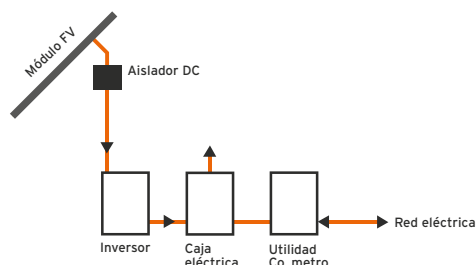 Módulo FV
Aislador DC
Red eléctrica
Inversor
Caja
eléctrica
Utilidad
Co. metro